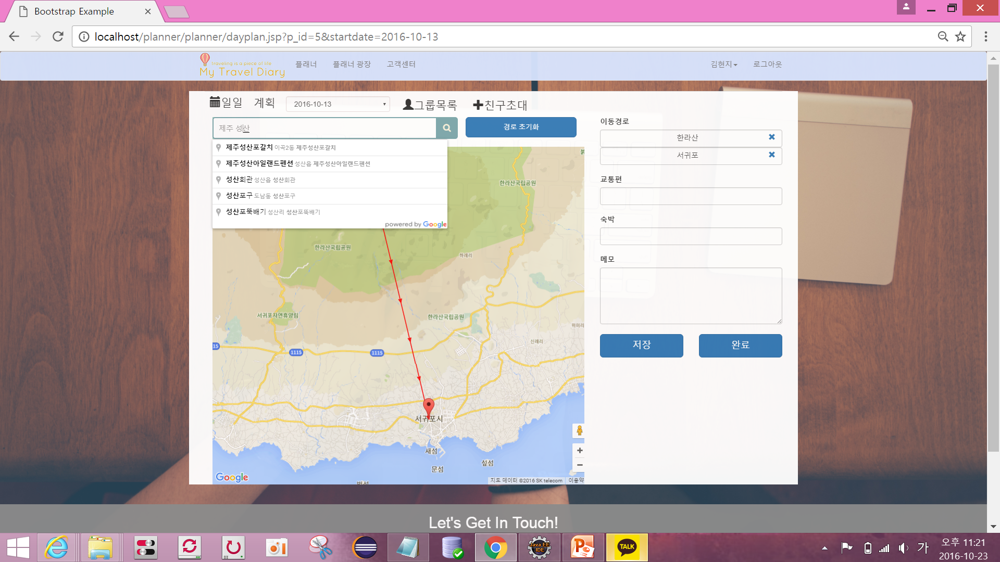 Bootstrap Example
localhost/planner/planner/dayplan.jsp?p_id=5&startdate=2016-10-13
traveling is a piece of life
My Travel Diary
플래너 플래너 광장 고객센터 김현지 로그아웃
일일 계획 2016-10-13 그룹목록 친구초대
제주 성산
경로 초기화
제주성산포갈치 이곡2동 제주성산포갈치
제주성산아일랜드펜션 성산읍 제주성산아일랜드펜션
성산회관 성산읍 성산회관
성산포구 도남동 성산포구
성산포뚝배기 성산리 성산포뚝배기
powered by Google
이동경로
한라산
서귀포
교통편
숙박
메모
저장 완료
한라산국립공원
한라산국립공원
하례리
서귀포자연휴양림
한라산국립공원
위미리
신례리
15
1115
1115
서귀포시
새섬
섶섬
문섬
범섬
Google
지도 데이터 ©2016 SK telecom 이용약
Let's Get In Touch!
Java EE
IDE
TALK
가
오후 11:21
2016-10-23